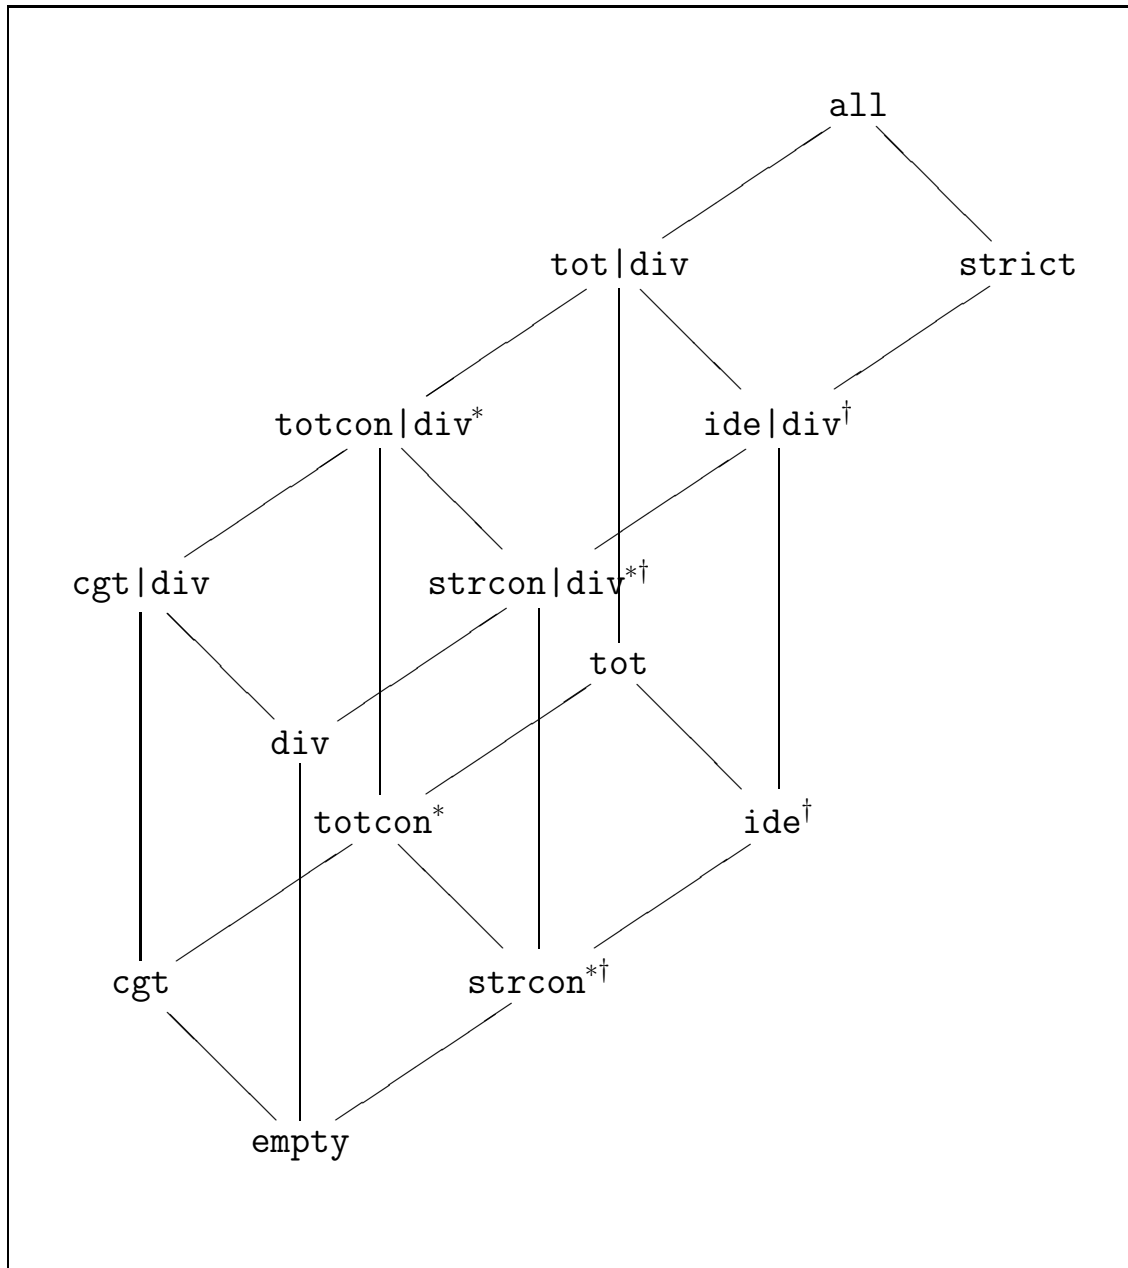 all
tot|div strict
totcon|div* ide|div†
cgt|div strcon|div*†
tot
div
totcon* ide†
cgt strcon*†
empty